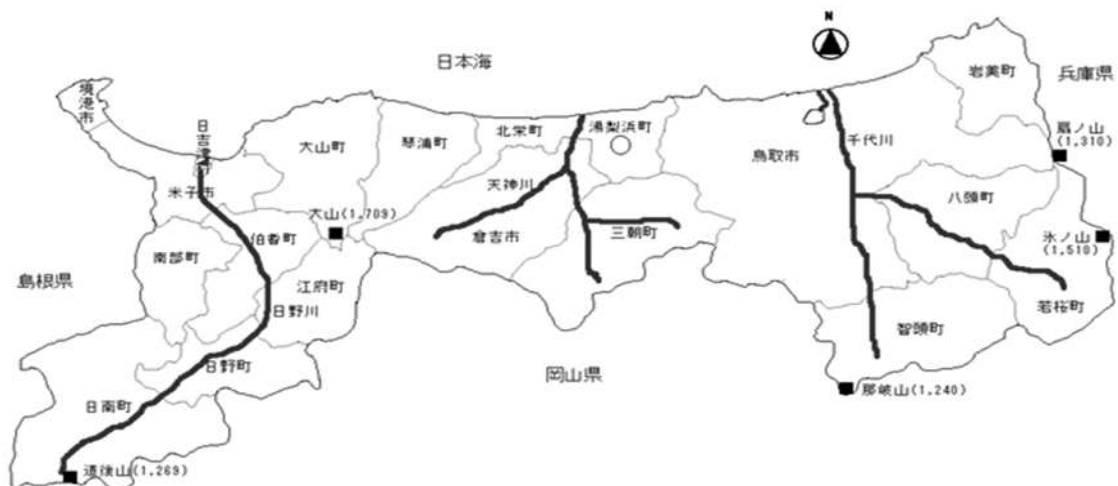 N
日本海
兵庫県
岩美町
境港市
扇ノ山
(1,310)
日吉津村
大山町
琴浦町
北栄町
湯梨浜町
鳥取市
千代川
米子市
天神川
八頭町
大山(1,709)
伯耆町
倉吉市
三朝町
氷ノ山
(1,510)
南部町
島根県
江府町
日野川
若桜町
智頭町
日野町
岡山県
那岐山(1,240)
日南町
道後山(1,269)